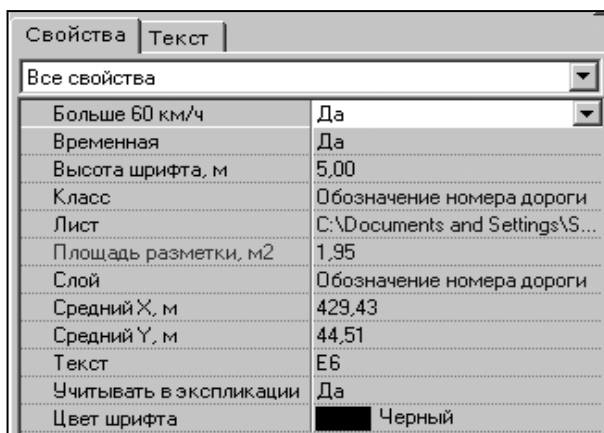 Свойства Текст
Все свойства
Больше 60 км/ч Да
Временная Да
Высота шрифта, м 5,00
Класс Обозначение номера дороги
Лист C:\Documents and Settings\S...
Площадь разметки, м2 1,95
Слой Обозначение номера дороги
Средний X, м 429,43
Средний Y, м 44,51
Текст E6
Учитывать в экспликации Да
Цвет шрифта Черный